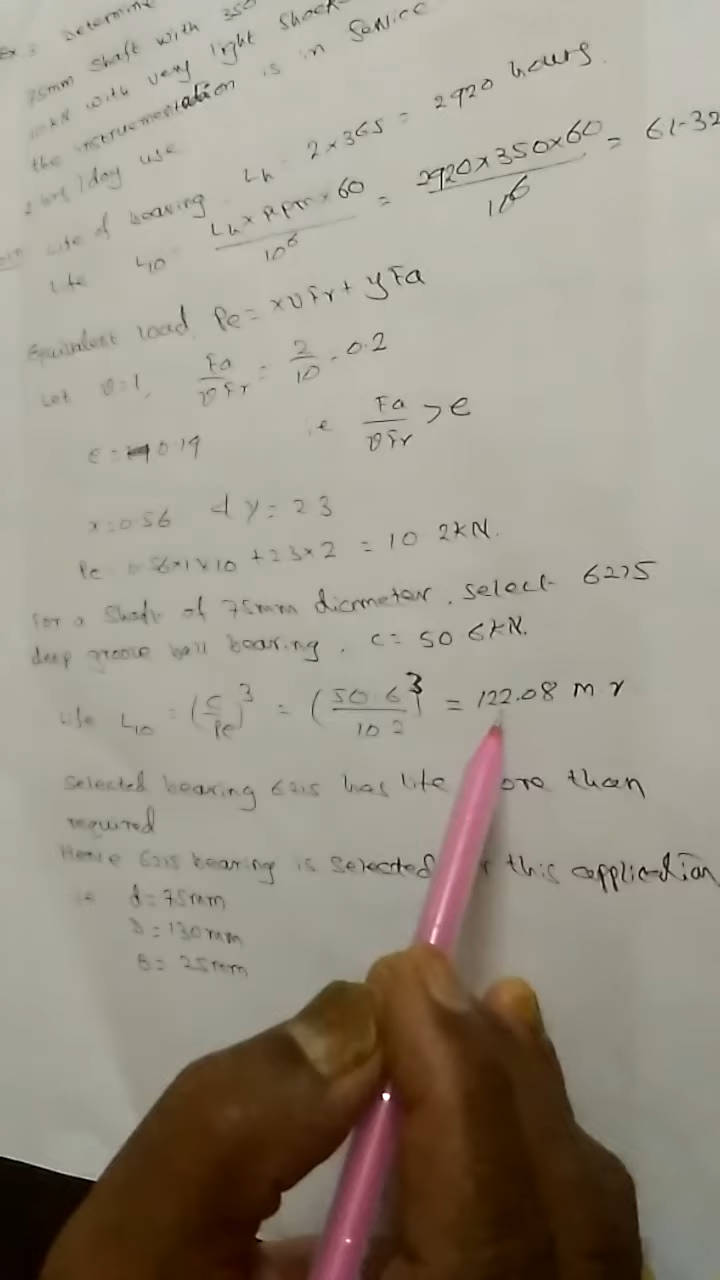 Determine
75mm shaft with 350
10kN with very light shock
the instrumentation is in service
2 hrs/day use
Life of bearing Lh = 2×365 = 2920 hours.
Life L10 = Lh × rpm × 60 / 10^6 = 2920×350×60 / 10^6 = 61.32
Equivalent load Pe = xvFr + yFa
Let v=1, Fa/vFr = 2/10 = 0.2
e = 0.19 i.e Fa/vFr > e
x = 0.56 & y = 2.3
Pe = 0.56×1×10 + 2.3×2 = 10.2kN.
For a shaft of 75mm diameter, select 6215
deep groove ball bearing, C = 50.6kN.
Life L10 = (C/Pe)^3 = (50.6/10.2)^3 = 122.08 m r
Selected bearing 6215 has life ore than
required
Hence 6215 bearing is selected r this application
d = 75mm
D = 130mm
B = 25mm